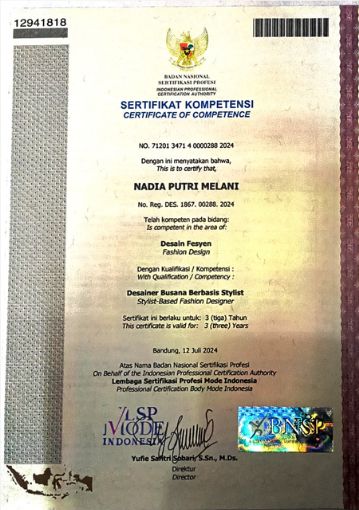 12941818
BADAN NASIONAL
SERTIFIKASI PROFESI
INDONESIAN PROFESSIONAL
CERTIFICATION AUTHORITY
SERTIFIKAT KOMPETENSI
CERTIFICATE OF COMPETENCE
NO. 71201 3471 4 0000288 2024
Dengan ini menyatakan bahwa,
This is to certify that,
NADIA PUTRI MELANI
No. Reg. DES. 1867. 00288. 2024
Telah kompeten pada bidang:
Is competent in the area of:
Desain Fesyen
Fashion Design
Dengan Kualifikasi / Kompetensi :
With Qualification / Competency :
Desainer Busana Berbasis Stylist
Stylist-Based Fashion Designer
Sertifikat ini berlaku untuk: 3 (tiga) Tahun
This certificate is valid for: 3 (three) Years
Bandung, 12 Juli 2024
Atas Nama Badan Nasional Sertifikasi Profesi
On Behalf of the Indonesian Professional Certification Authority
Lembaga Sertifikasi Profesi Mode Indonesia
Professional Certification Body Mode Indonesia
LSP
MODE
INDONESIA
BNSP
Yufie Safitri Sobari, S.Sn., M.Ds.
Direktur
Director